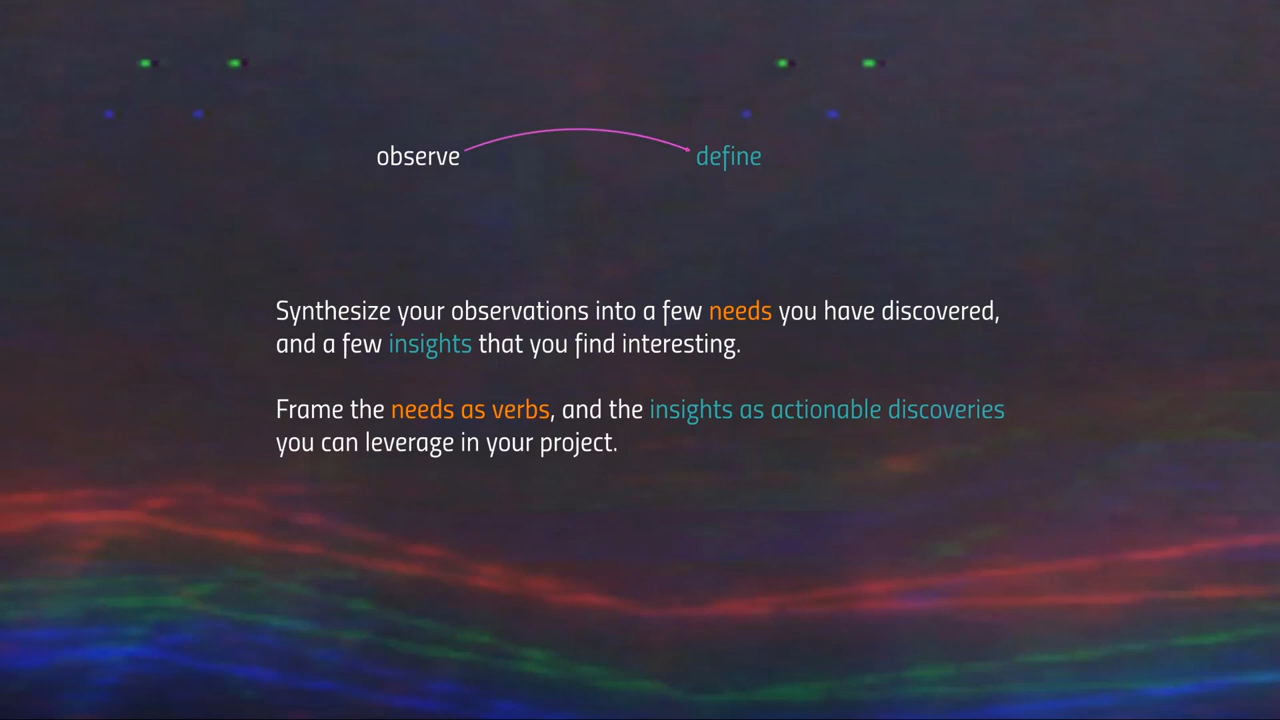 observe define
Synthesize your observations into a few needs you have discovered,
and a few insights that you find interesting.
Frame the needs as verbs, and the insights as actionable discoveries
you can leverage in your project.